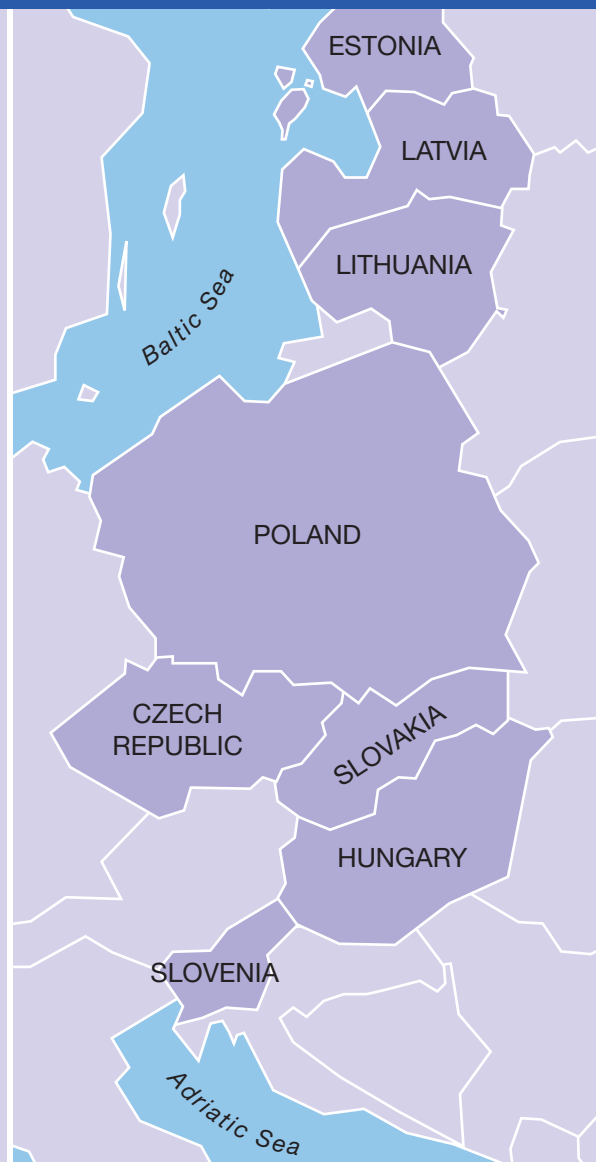 ESTONIA
LATVIA
LITHUANIA
Baltic Sea
POLAND
CZECH
REPUBLIC
SLOVAKIA
HUNGARY
SLOVENIA
Adriatic Sea